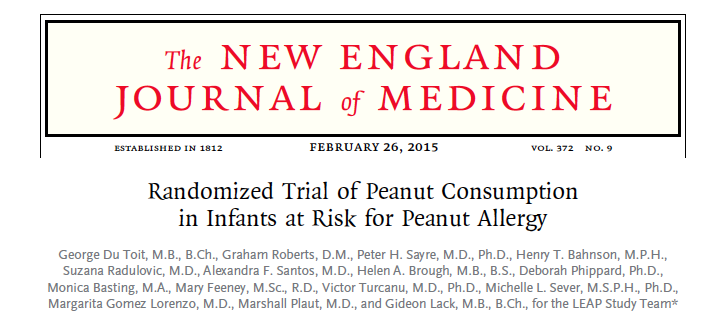 The NEW ENGLAND
JOURNAL of MEDICINE
ESTABLISHED IN 1812 FEBRUARY 26, 2015 VOL. 372 NO. 9
Randomized Trial of Peanut Consumption
in Infants at Risk for Peanut Allergy
George Du Toit, M.B., B.Ch., Graham Roberts, D.M., Peter H. Sayre, M.D., Ph.D., Henry T. Bahnson, M.P.H.,
Suzana Radulovic, M.D., Alexandra F. Santos, M.D., Helen A. Brough, M.B., B.S., Deborah Phippard, Ph.D.,
Monica Basting, M.A., Mary Feeney, M.Sc., R.D., Victor Turcanu, M.D., Ph.D., Michelle L. Sever, M.S.P.H., Ph.D.,
Margarita Gomez Lorenzo, M.D., Marshall Plaut, M.D., and Gideon Lack, M.B., B.Ch., for the LEAP Study Team*